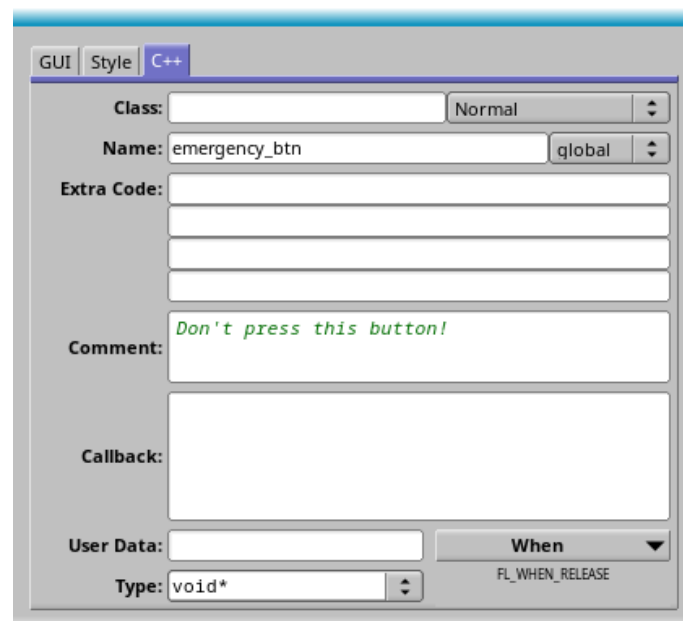 GUI Style C++
Class: Normal
Name: emergency_btn global
Extra Code:
Don't press this button!
Comment:
Callback:
User Data: When
FL_WHEN_RELEASE
Type: void*